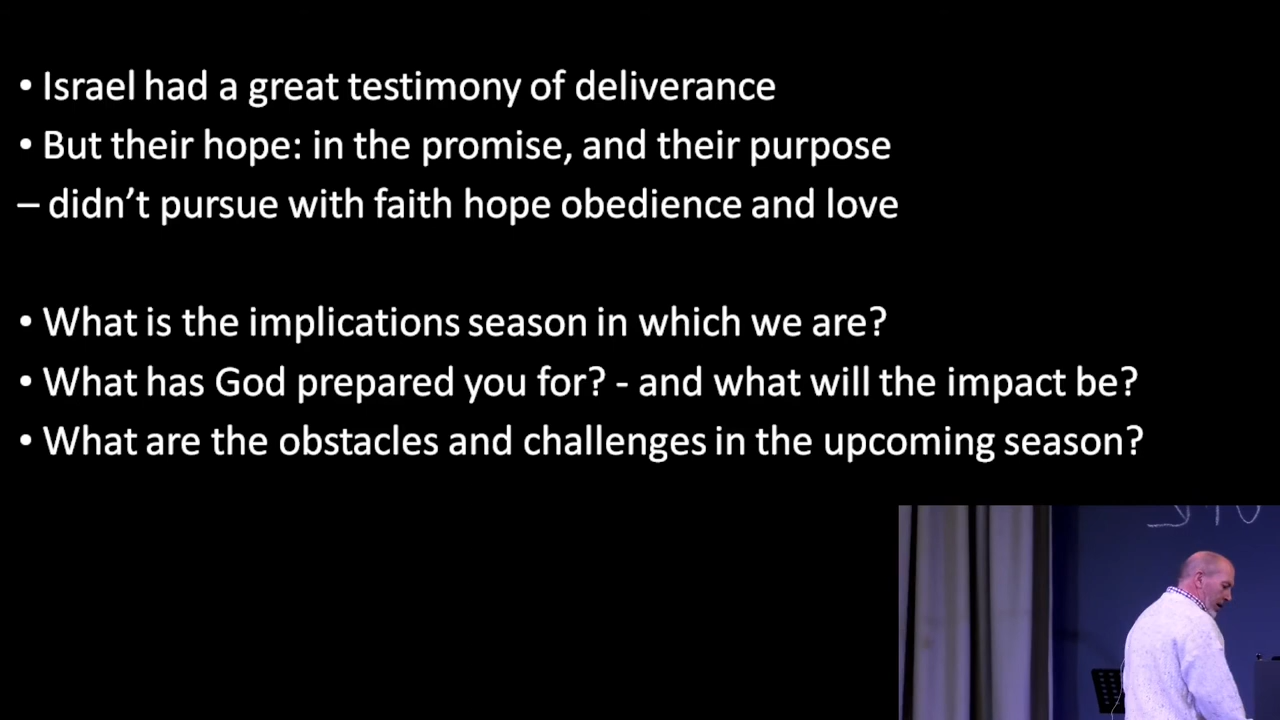 • Israel had a great testimony of deliverance
• But their hope: in the promise, and their purpose
– didn’t pursue with faith hope obedience and love
• What is the implications season in which we are?
• What has God prepared you for? - and what will the impact be?
• What are the obstacles and challenges in the upcoming season?